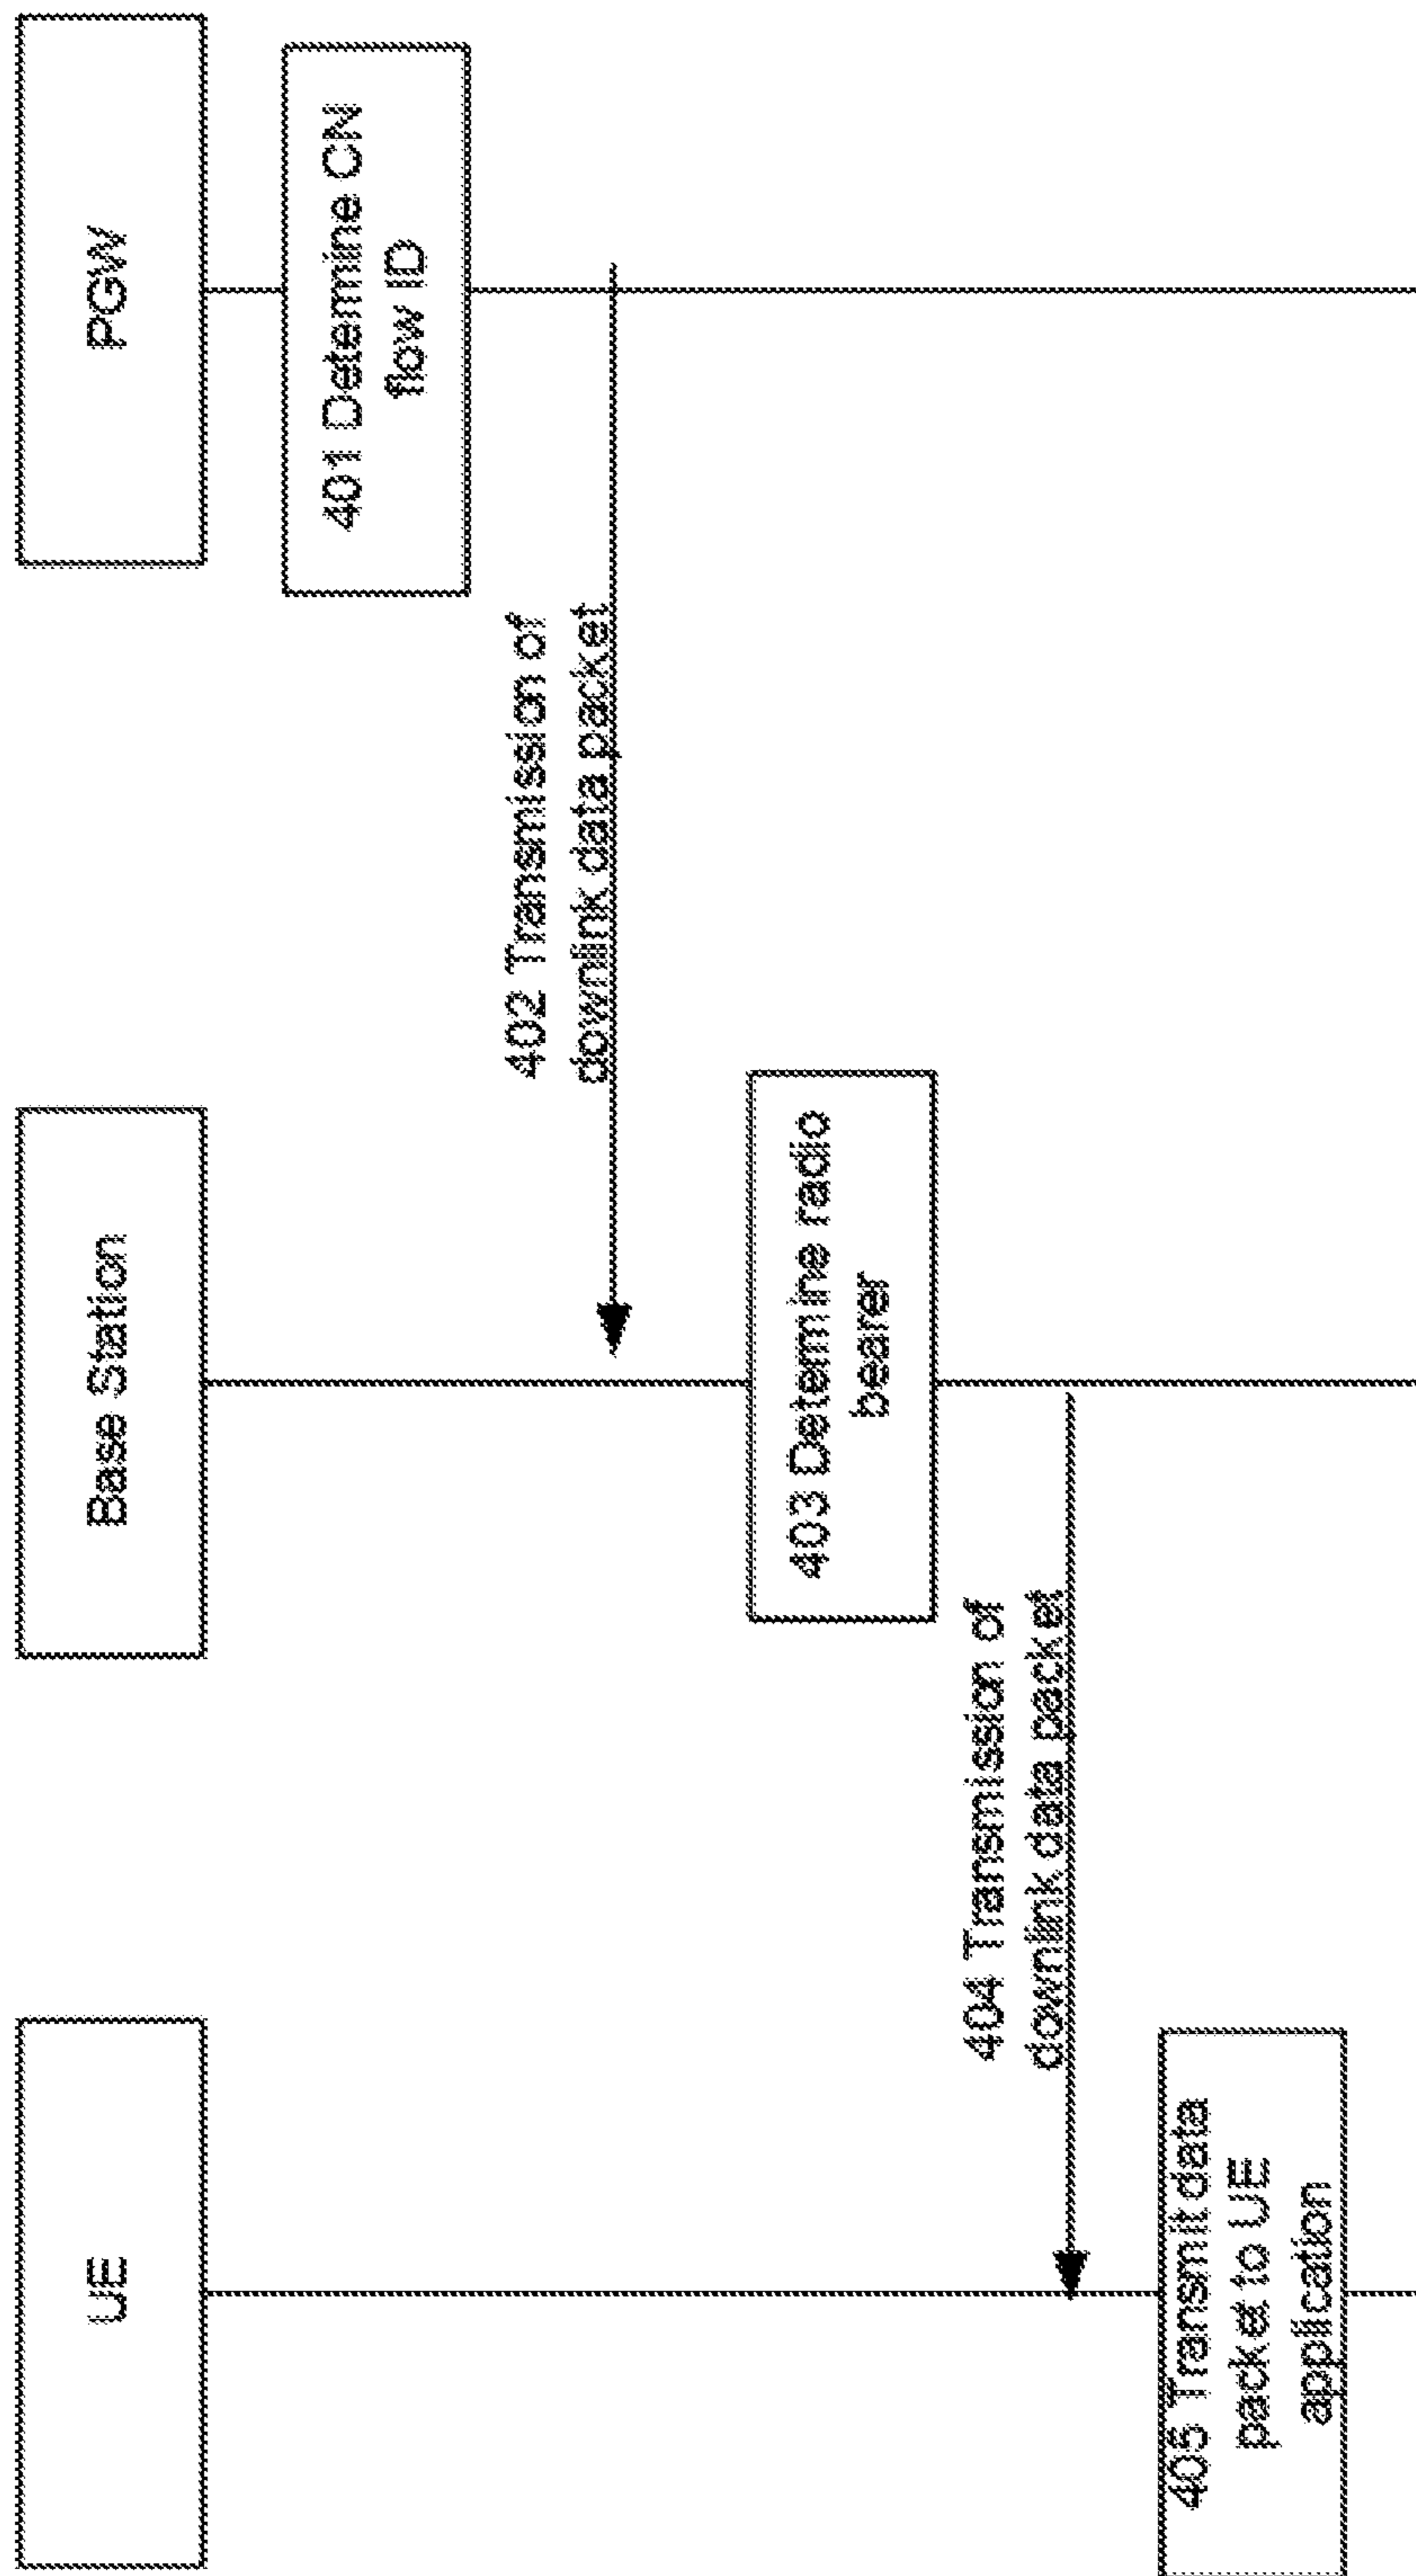 UE
Base Station
PGW
401 Determine CN
flow ID
402 Transmission of
downlink data packet
403 Determine radio
bearer
404 Transmission of
downlink data packet
405 Transmit data
packet to UE
application